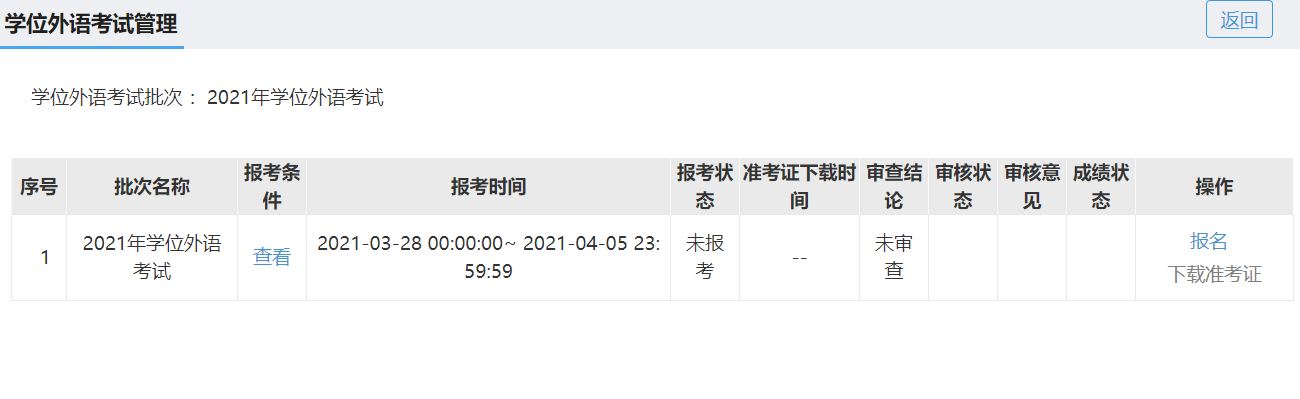 学位外语考试管理
返回
学位外语考试批次 ： 2021年学位外语考试
序号 批次名称 报考条件 报考时间 报考状态 准考证下载时间 审查结论 审核状态 审核意见 成绩状态 操作
1 2021年学位外语考试 查看 2021-03-28 00:00:00~ 2021-04-05 23:59:59 未报考 -- 未审查 报名
下载准考证